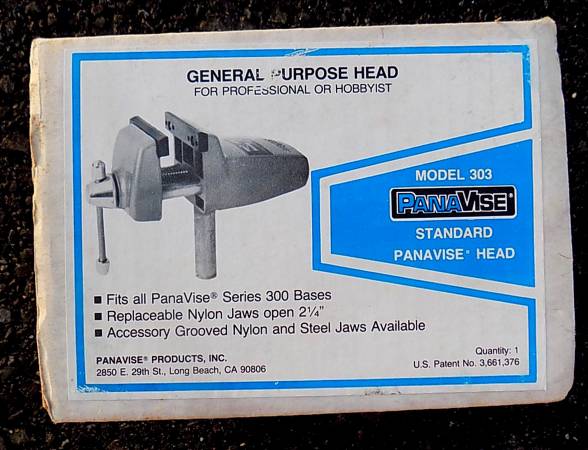 GENERAL PURPOSE HEAD
FOR PROFESSIONAL OR HOBBYIST
MODEL 303
PANAVISE®
STANDARD
PANAVISE® HEAD
■ Fits all PanaVise® Series 300 Bases
■ Replaceable Nylon Jaws open 2¼"
■ Accessory Grooved Nylon and Steel Jaws Available
PANAVISE® PRODUCTS, INC.
2850 E. 29th St., Long Beach, CA 90806
Quantity: 1
U.S. Patent No. 3,661,376